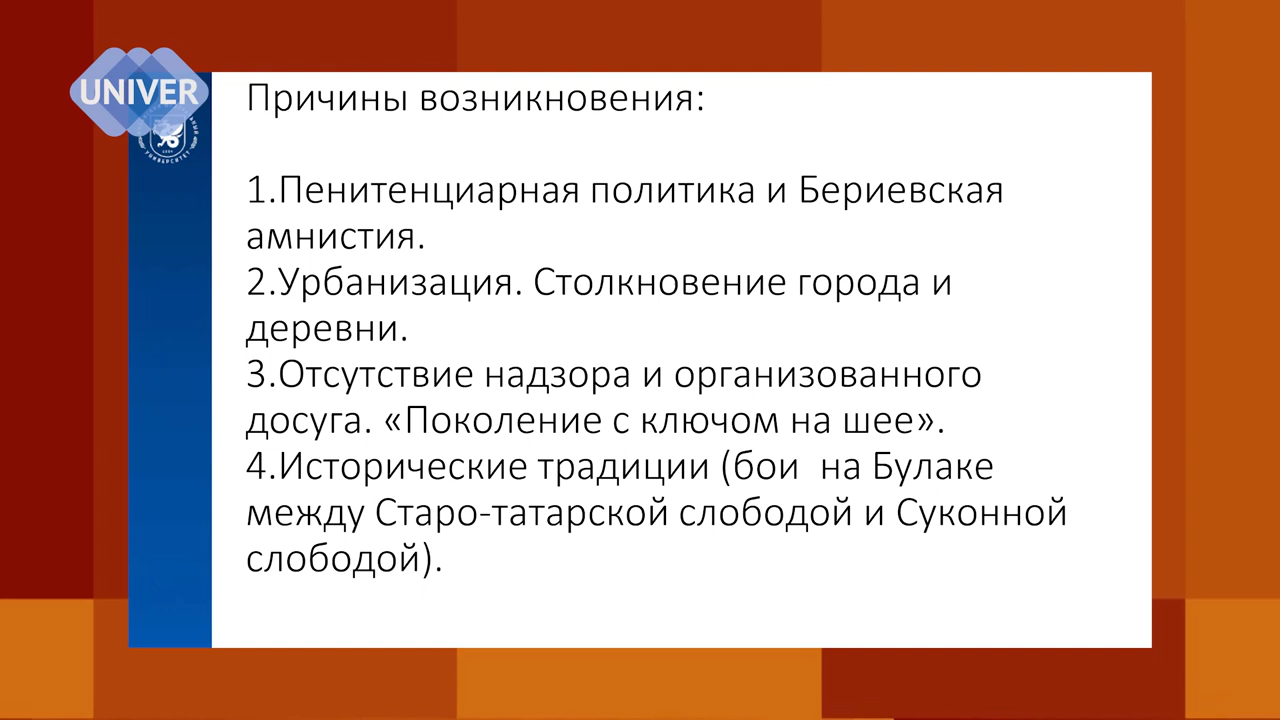 UNIVER
УНИВЕРСИТЕТ
Причины возникновения:
1.Пенитенциарная политика и Бериевская
амнистия.
2.Урбанизация. Столкновение города и
деревни.
3.Отсутствие надзора и организованного
досуга. «Поколение с ключом на шее».
4.Исторические традиции (бои  на Булаке
между Старо-татарской слободой и Суконной
слободой).